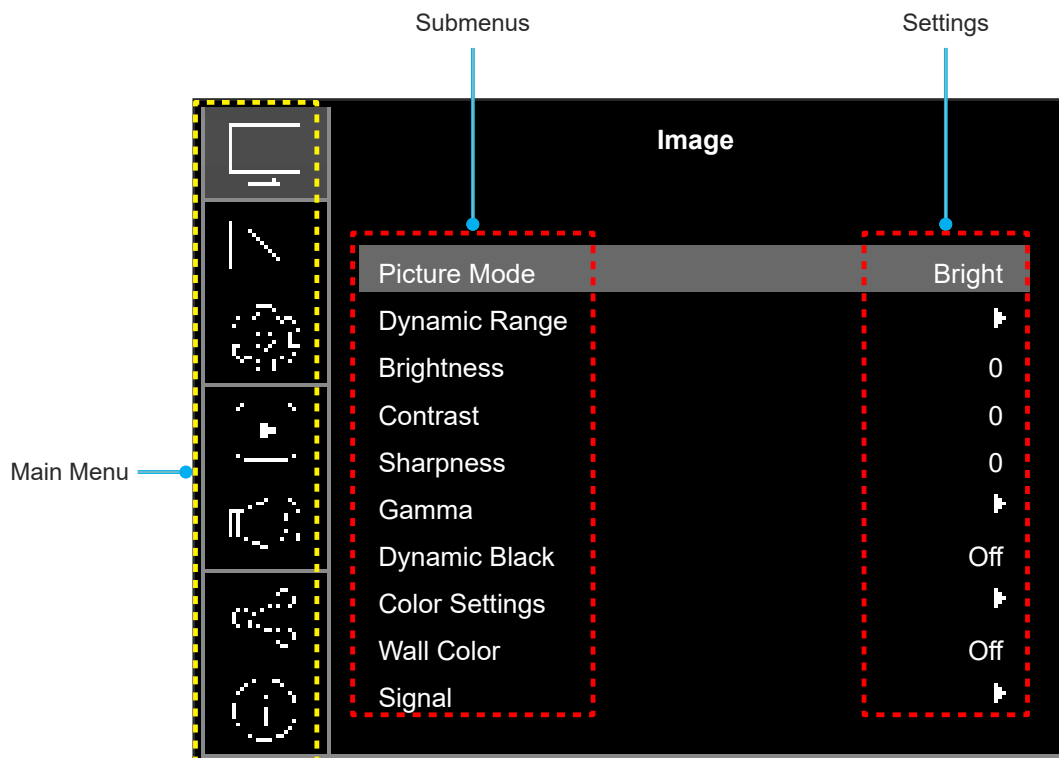 Submenus Settings
Image
Picture Mode Bright
Dynamic Range
Brightness 0
Contrast 0
Main Menu
Sharpness 0
Gamma
Dynamic Black Off
Color Settings
Wall Color Off
Signal